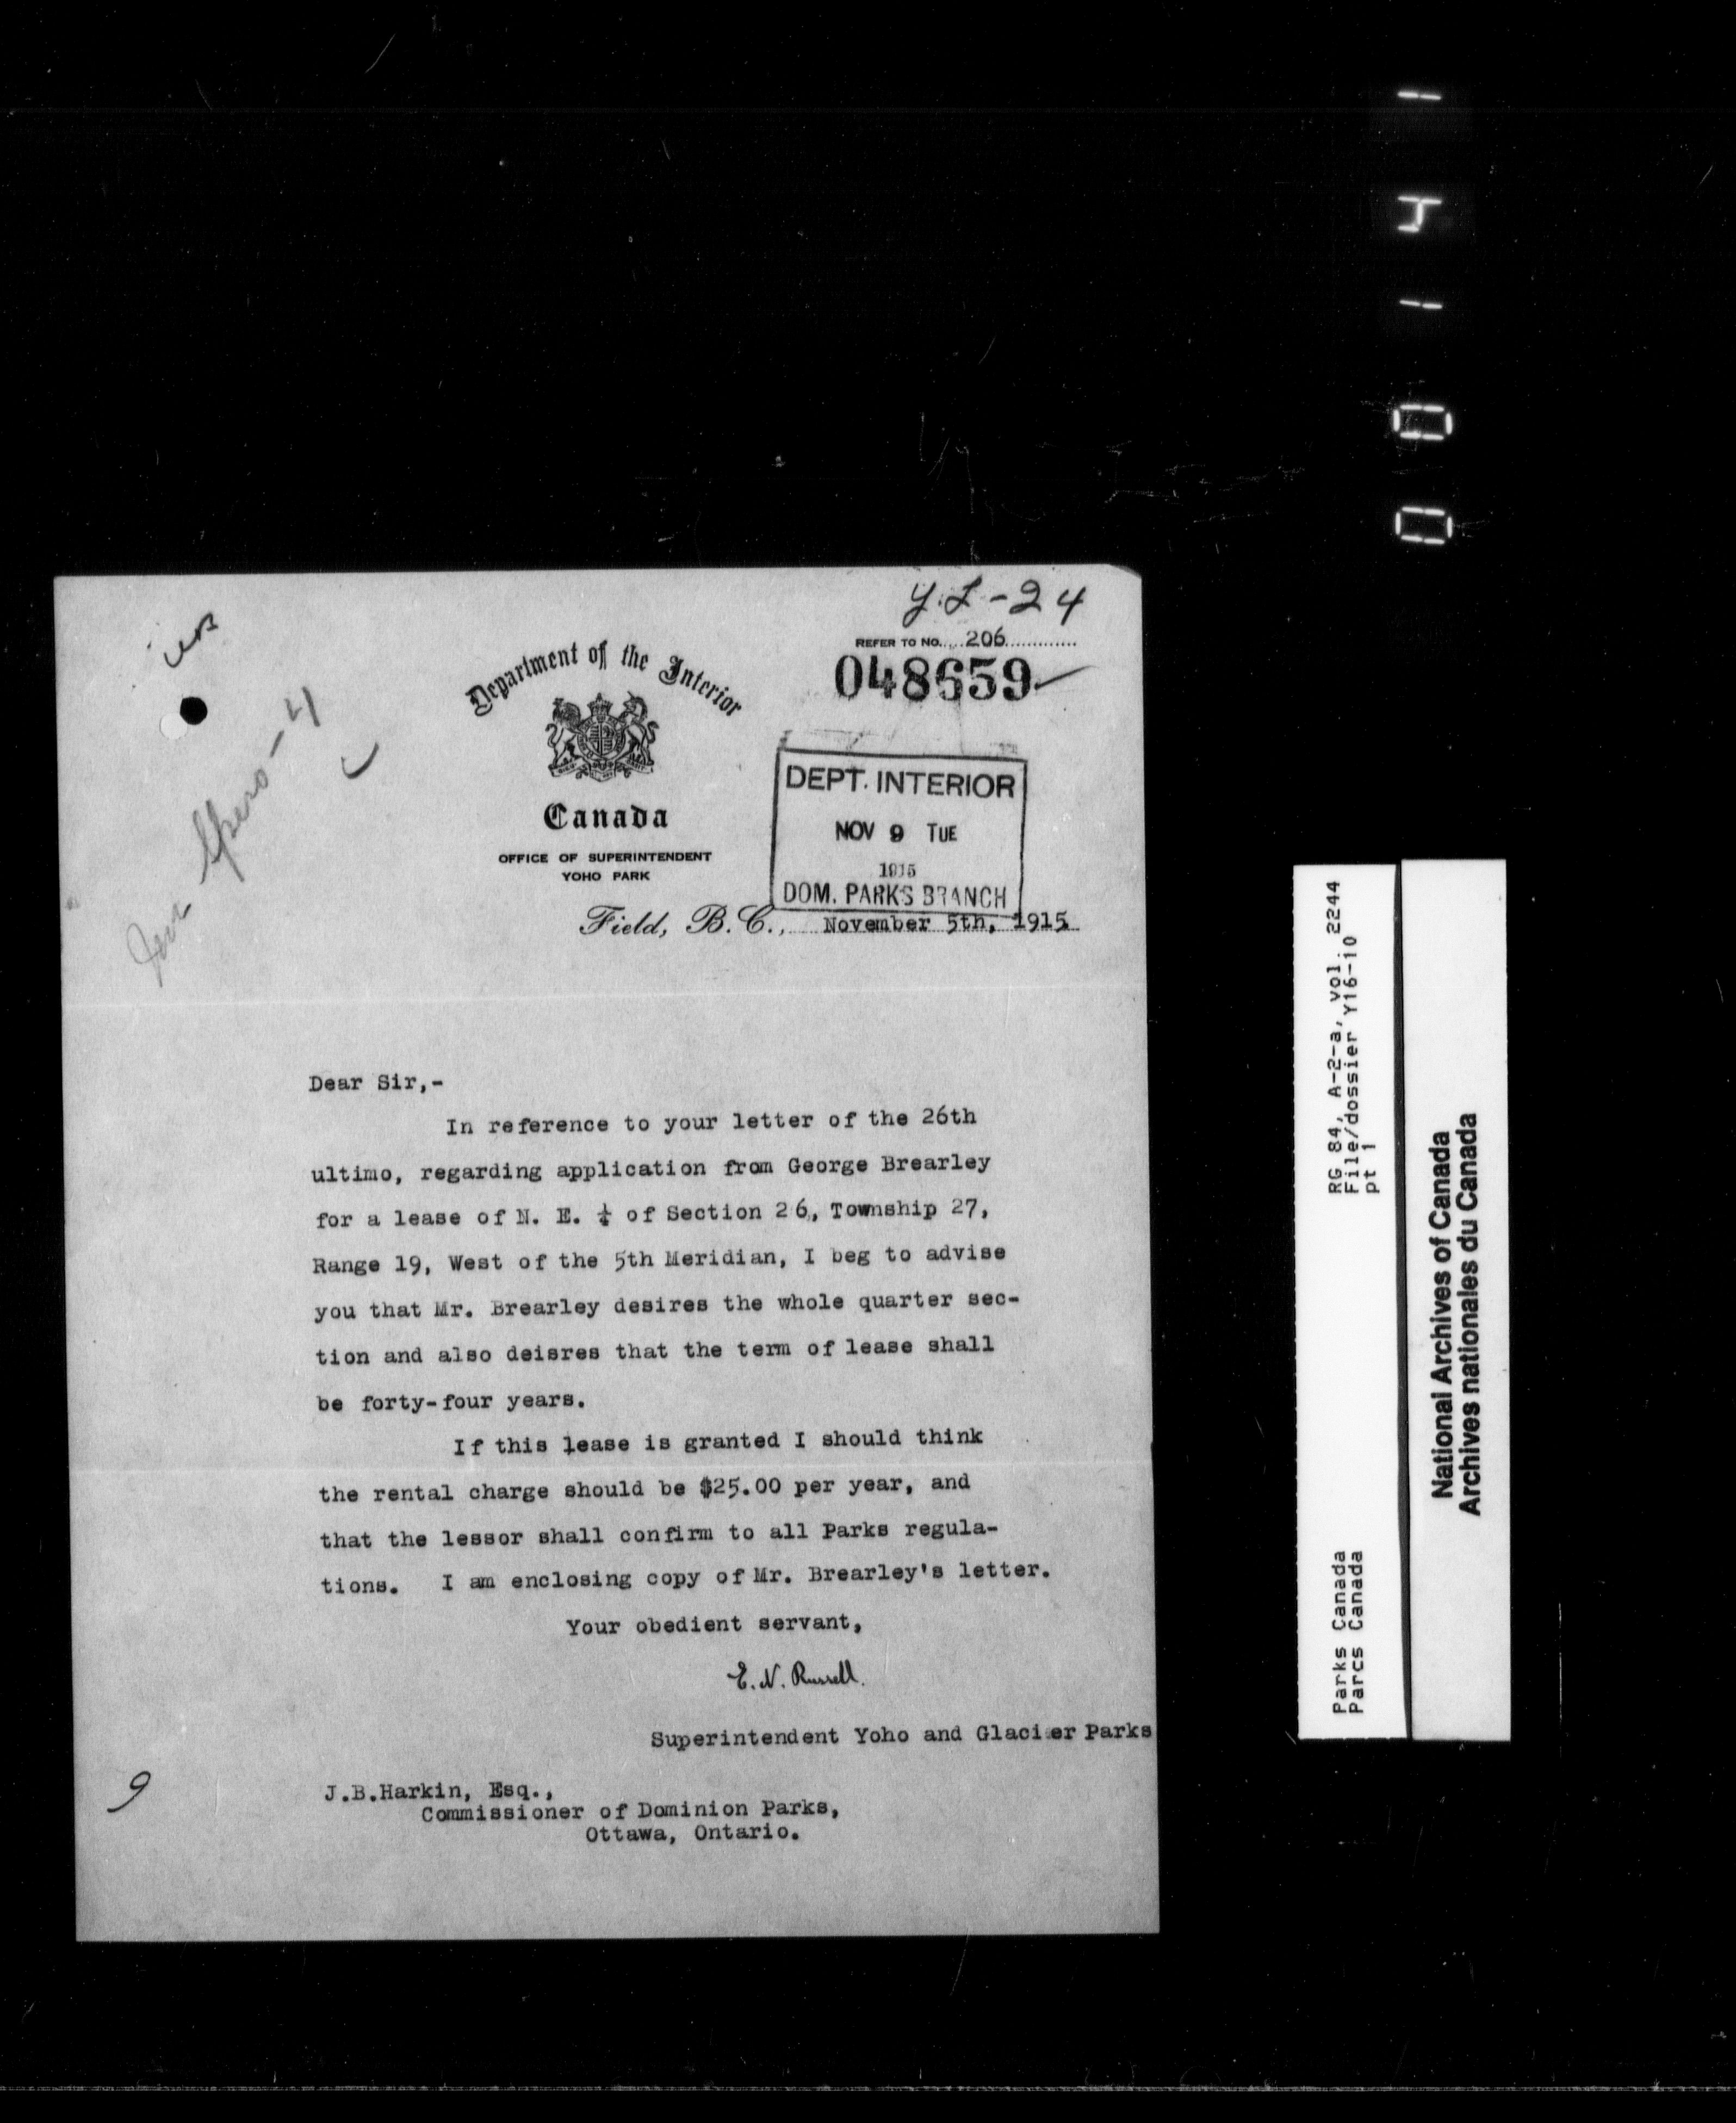 Y.L-24
REFER TO NO. 206
048659
Department of the Interior
Canada
OFFICE OF SUPERINTENDENT
YOHO PARK
DEPT. INTERIOR
NOV 9 TUE
1915
DOM. PARKS BRANCH
Field, B.C., November 5th, 1915
Dear Sir,-
In reference to your letter of the 26th
ultimo, regarding application from George Brearley
for a lease of N. E. ¼ of Section 26, Township 27,
Range 19, West of the 5th Meridian, I beg to advise
you that Mr. Brearley desires the whole quarter sec-
tion and also deisres that the term of lease shall
be forty-four years.
If this lease is granted I should think
the rental charge should be $25.00 per year, and
that the lessor shall confirm to all Parks regula-
tions. I am enclosing copy of Mr. Brearley's letter.
Your obedient servant,
E. N. Russell.
Superintendent Yoho and Glacier Parks
J.B.Harkin, Esq.,
Commissioner of Dominion Parks,
Ottawa, Ontario.
9
RG 84, A-2-a, vol. 2244
File/dossier Y16-10
pt 1
Parks Canada
Parcs Canada
National Archives of Canada
Archives nationales du Canada